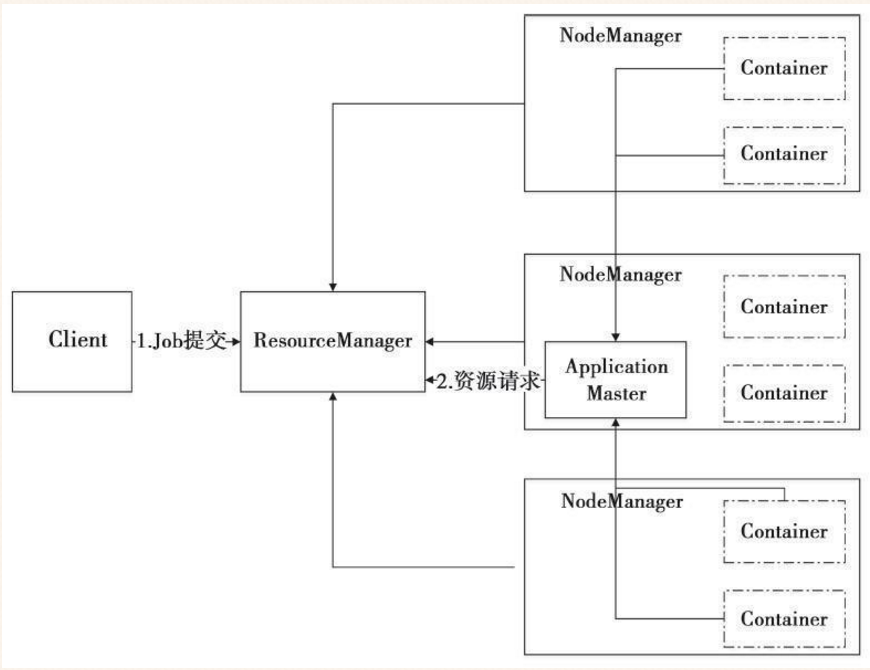 NodeManager
Container
Container
NodeManager
Container
Client
1.Job提交
ResourceManager
2.资源请求
Application
Master
Container
NodeManager
Container
Container